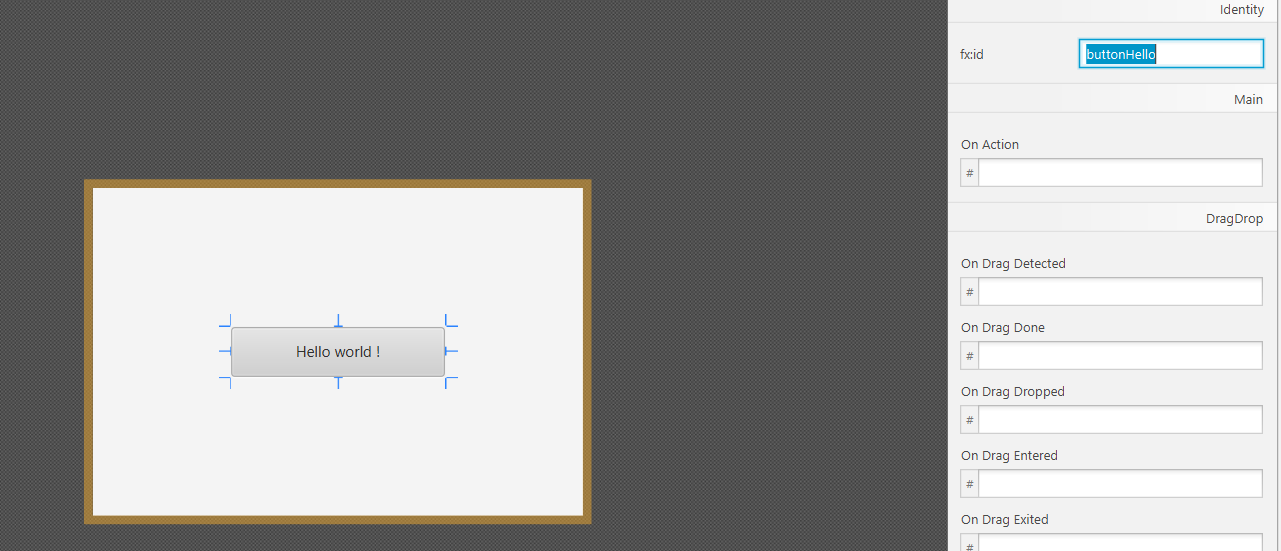 Identity
fx:id
buttonHello
Main
On Action
#
DragDrop
On Drag Detected
#
On Drag Done
#
On Drag Dropped
#
On Drag Entered
#
On Drag Exited
#
Hello world !